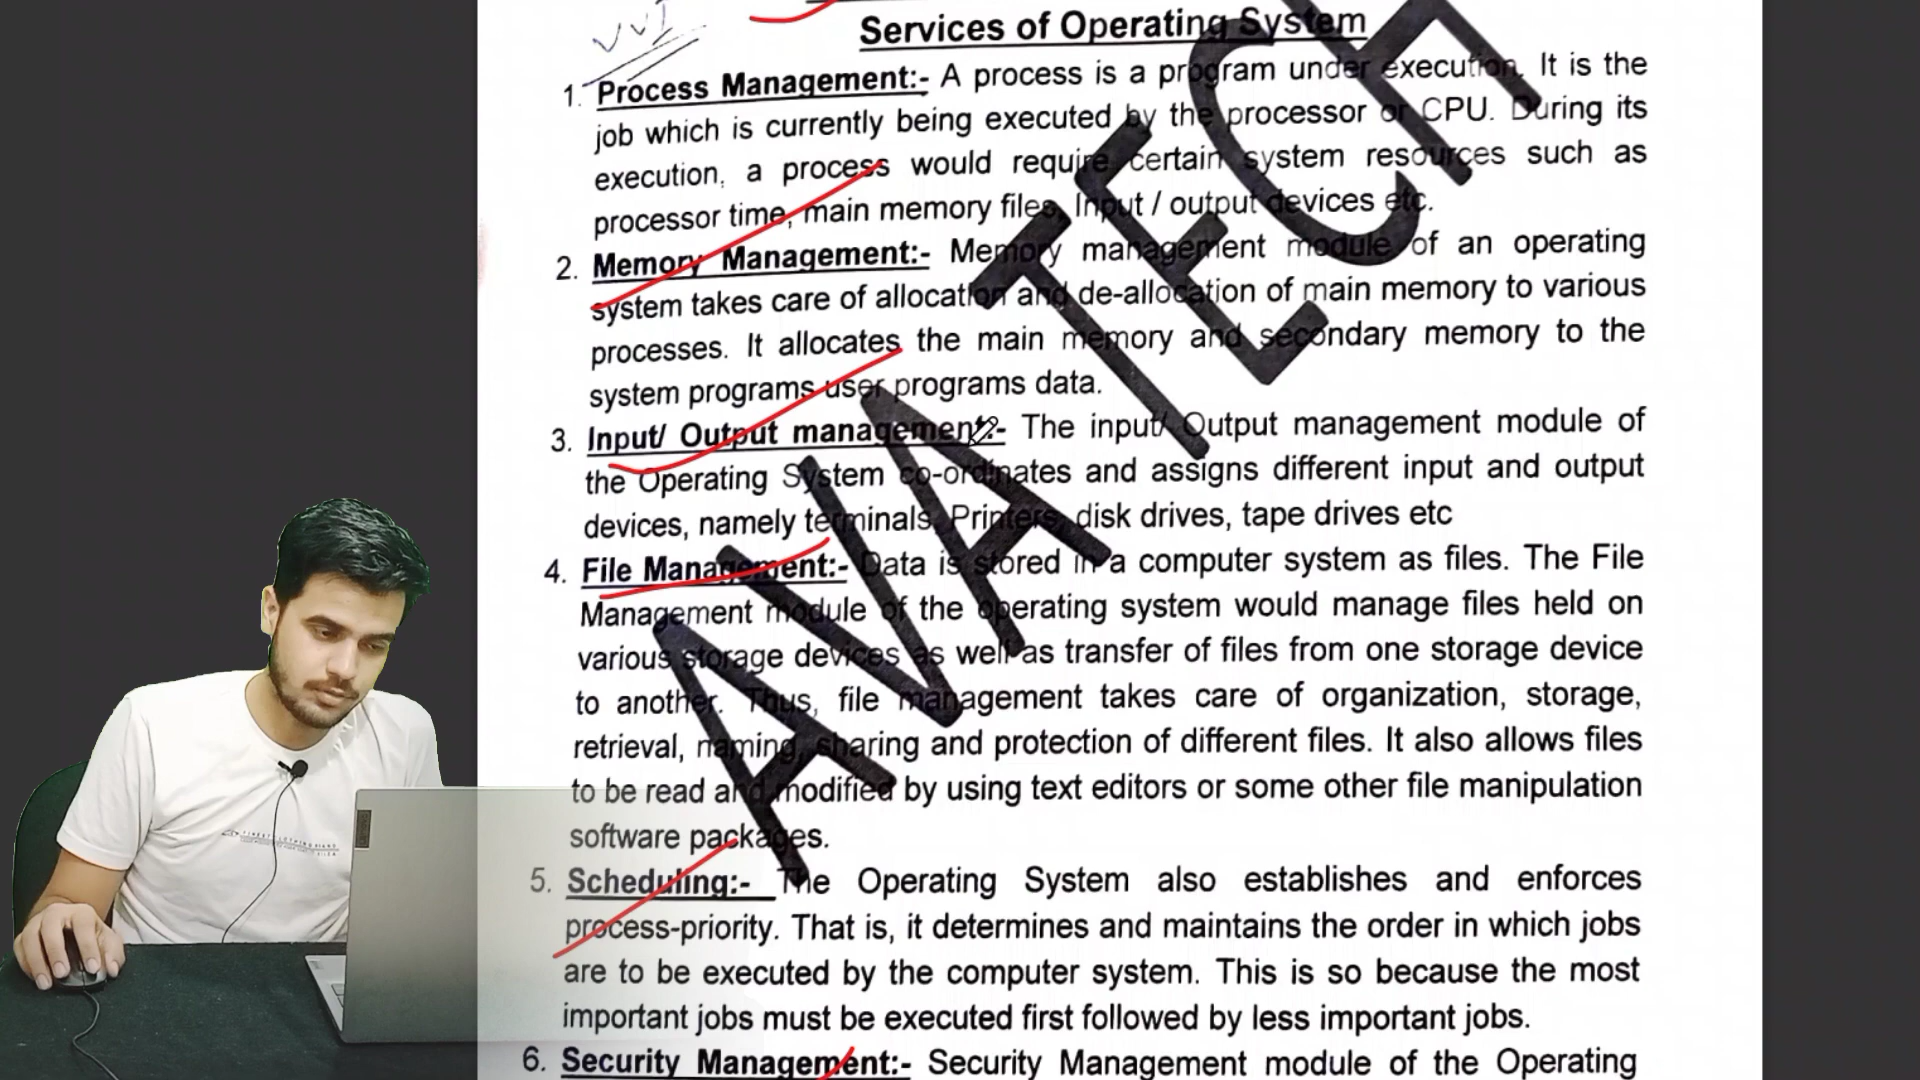 VVI
Services of Operating System
1. Process Management:- A process is a program under execution. It is the
job which is currently being executed by the processor or CPU. During its
execution, a process would require certain system resources such as
processor time, main memory files, Input / output devices etc.
2. Memory Management:- Memory management module of an operating
system takes care of allocation and de-allocation of main memory to various
processes. It allocates the main memory and secondary memory to the
system programs user programs data.
3. Input/ Output management:- The input/ Output management module of
the Operating System co-ordinates and assigns different input and output
devices, namely terminals, Printers, disk drives, tape drives etc
4. File Management:- Data is stored in a computer system as files. The File
Management module of the operating system would manage files held on
various storage devices as well as transfer of files from one storage device
to another. Thus, file management takes care of organization, storage,
retrieval, naming, sharing and protection of different files. It also allows files
to be read and modified by using text editors or some other file manipulation
software packages.
5. Scheduling:- The Operating System also establishes and enforces
process-priority. That is, it determines and maintains the order in which jobs
are to be executed by the computer system. This is so because the most
important jobs must be executed first followed by less important jobs.
6. Security Management:- Security Management module of the Operating
AVA TECH